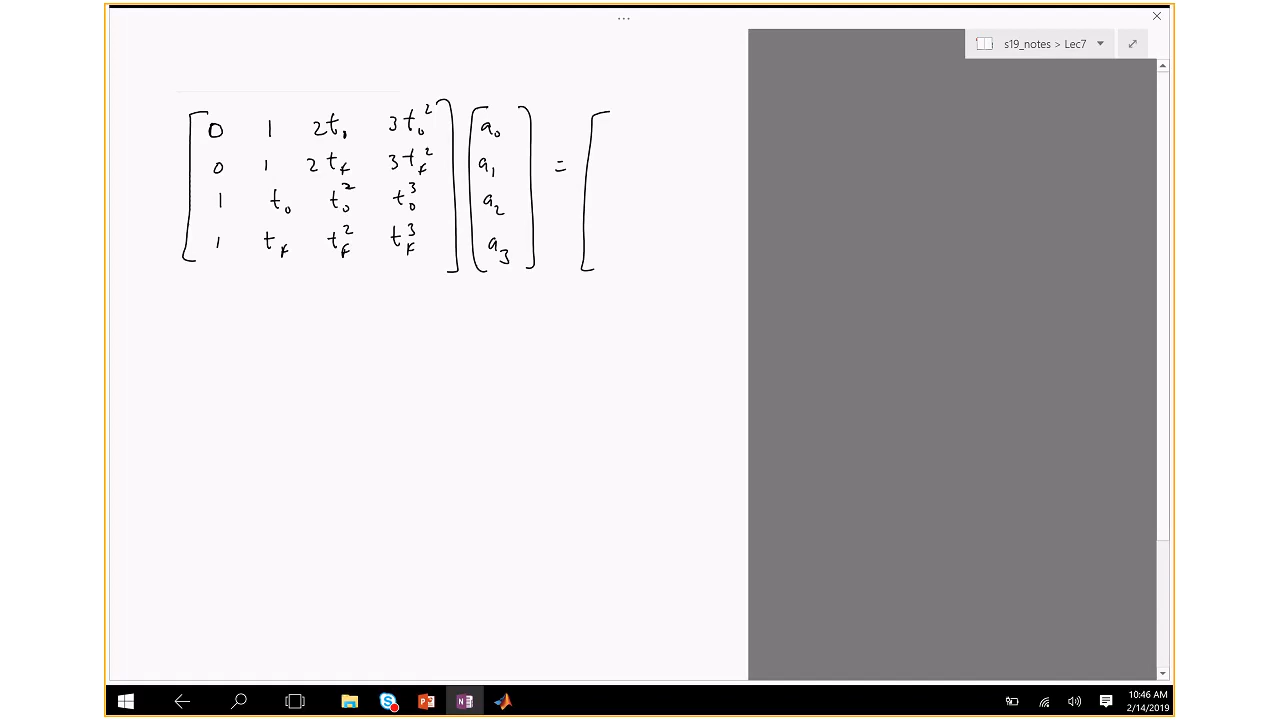 ...
s19_notes > Lec7
[ 0 1 2t₀ 3t₀² ] [ a₀ ] = [
0 1 2t_f 3t_f² a₁
1 t₀ t₀² t₀³ a₂
1 t_f t_f² t_f³ a₃
10:46 AM
2/14/2019